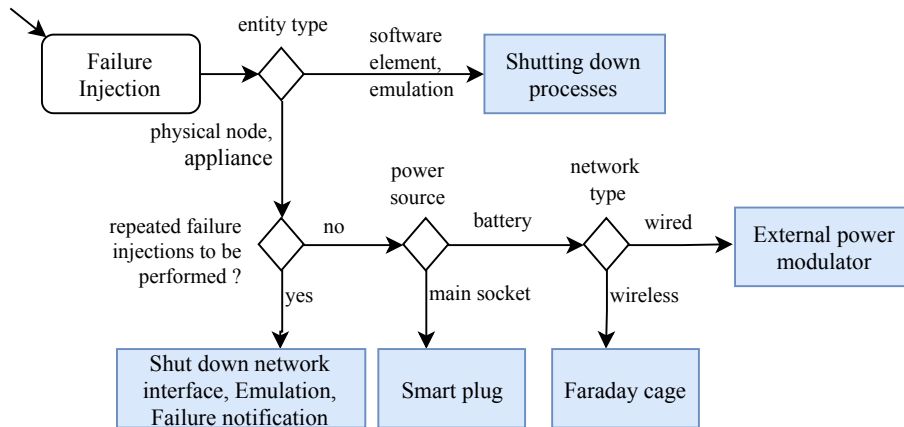 entity type
software
element,
emulation
Failure
Injection
Shutting down
processes
physical node,
appliance
power
source
network
type
repeated failure
injections to be
performed ?
no
battery
wired
External power
modulator
yes
main socket
wireless
Shut down network
interface, Emulation,
Failure notification
Smart plug
Faraday cage